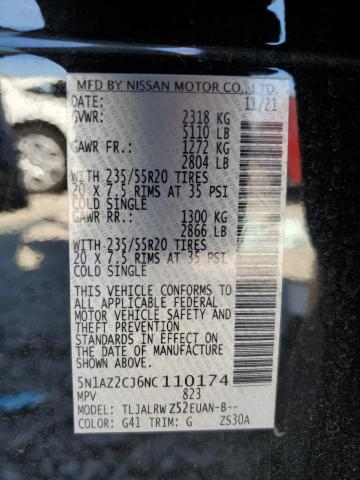 MFD BY NISSAN MOTOR CO., LTD.
DATE: 11/21
GVWR: 2318 KG
5110 LB
GAWR FR.: 1272 KG
2804 LB
WITH 235/55R20 TIRES
20 X 7.5 RIMS AT 35 PSI
COLD SINGLE
GAWR RR.: 1300 KG
2866 LB
WITH 235/55R20 TIRES
20 X 7.5 RIMS AT 35 PSI
COLD SINGLE
THIS VEHICLE CONFORMS TO
ALL APPLICABLE FEDERAL
MOTOR VEHICLE SAFETY AND
THEFT PREVENTION
STANDARDS IN EFFECT ON
THE DATE OF MANUFACTURE
SHOWN ABOVE.
5N1AZ2CJ6NC110174
MPV 823
MODEL: TLJALRWZ52EUAN-B--
COLOR: G41 TRIM: G ZS30A